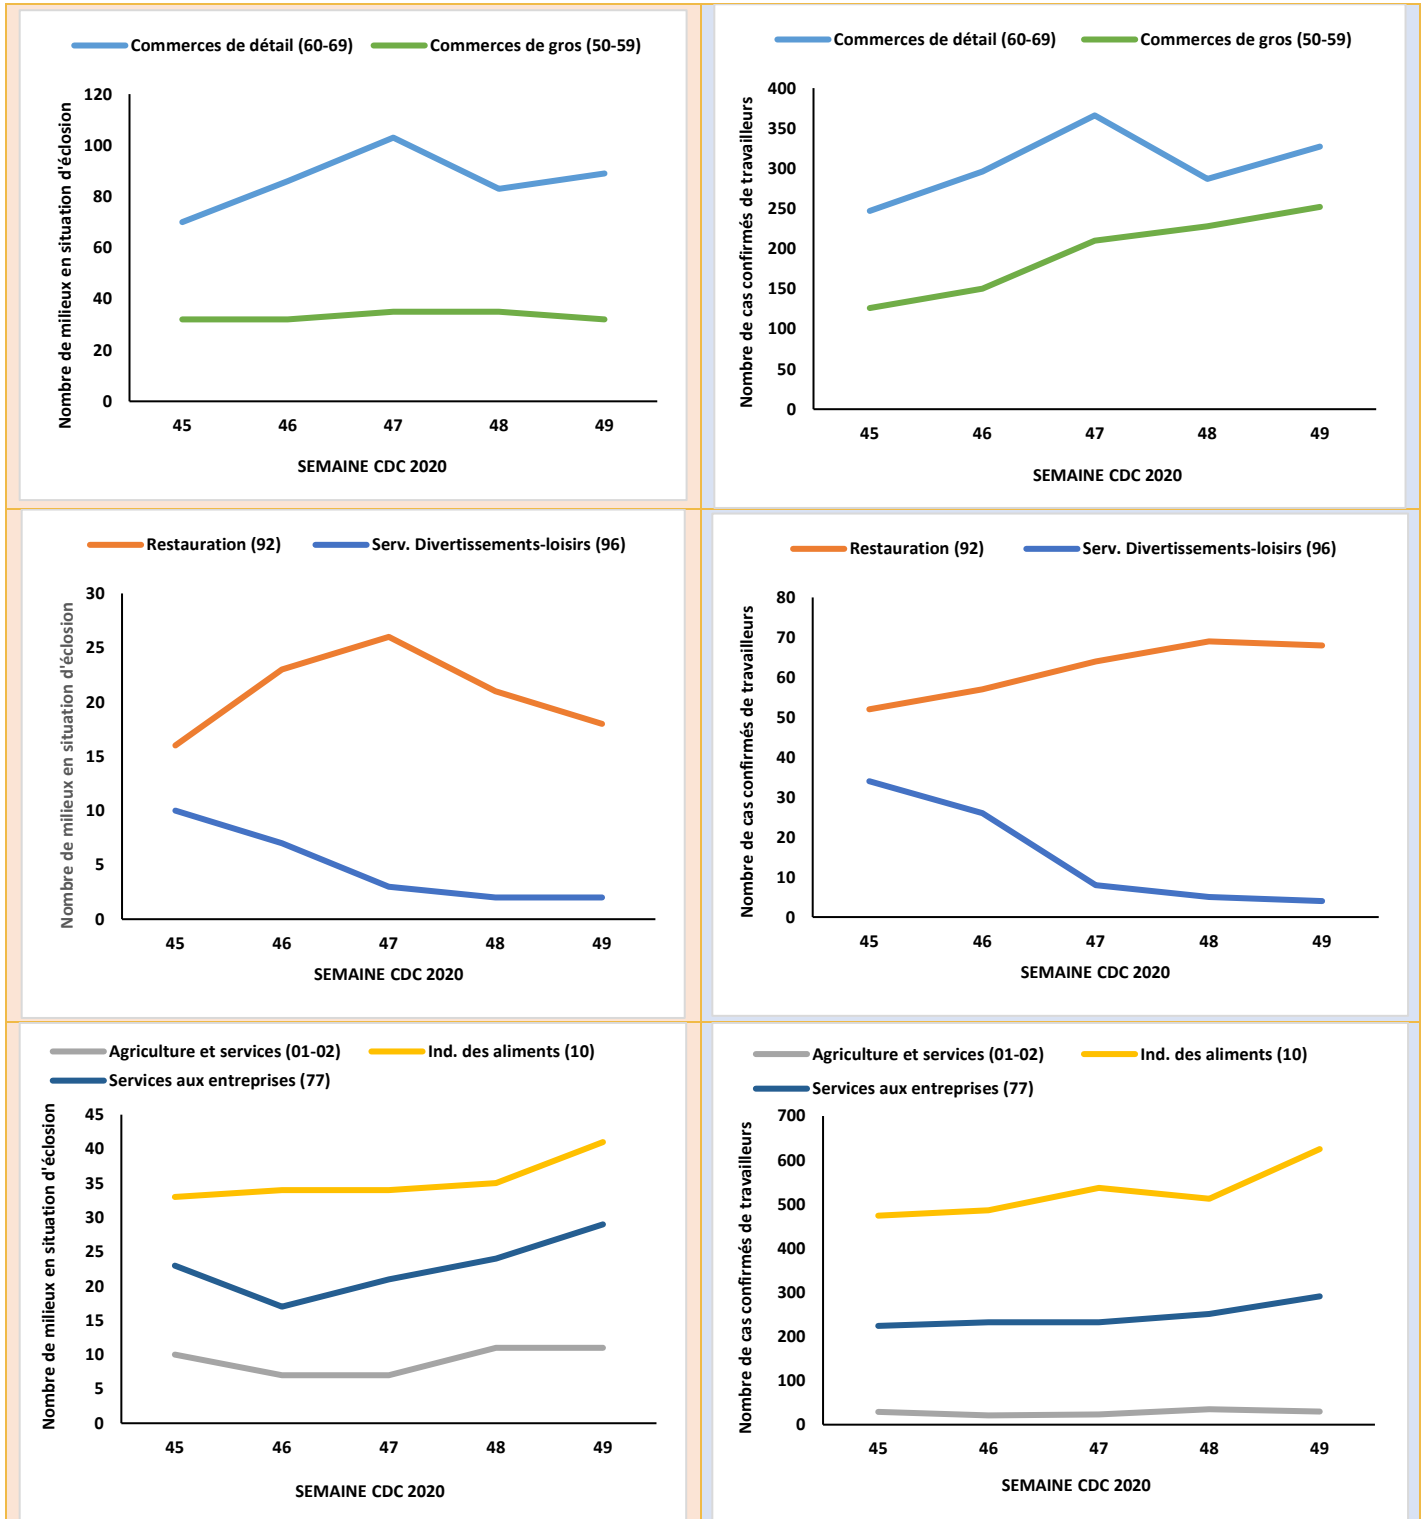 Commerces de détail (60-69) Commerces de gros (50-59)
Nombre de milieux en situation d'éclosion
120
100
80
60
40
20
0
45 46 47 48 49
SEMAINE CDC 2020
Commerces de détail (60-69) Commerces de gros (50-59)
Nombre de cas confirmés de travailleurs
400
350
300
250
200
150
100
50
0
45 46 47 48 49
SEMAINE CDC 2020
Restauration (92) Serv. Divertissements-loisirs (96)
Nombre de milieux en situation d'éclosion
30
25
20
15
10
5
0
45 46 47 48 49
SEMAINE CDC 2020
Restauration (92) Serv. Divertissements-loisirs (96)
Nombre de cas confirmés de travailleurs
80
70
60
50
40
30
20
10
0
45 46 47 48 49
SEMAINE CDC 2020
Agriculture et services (01-02) Ind. des aliments (10)
Services aux entreprises (77)
Nombre de milieux en situation d'éclosion
45
40
35
30
25
20
15
10
5
0
45 46 47 48 49
SEMAINE CDC 2020
Agriculture et services (01-02) Ind. des aliments (10)
Services aux entreprises (77)
Nombre de cas confirmés de travailleurs
700
600
500
400
300
200
100
0
45 46 47 48 49
SEMAINE CDC 2020